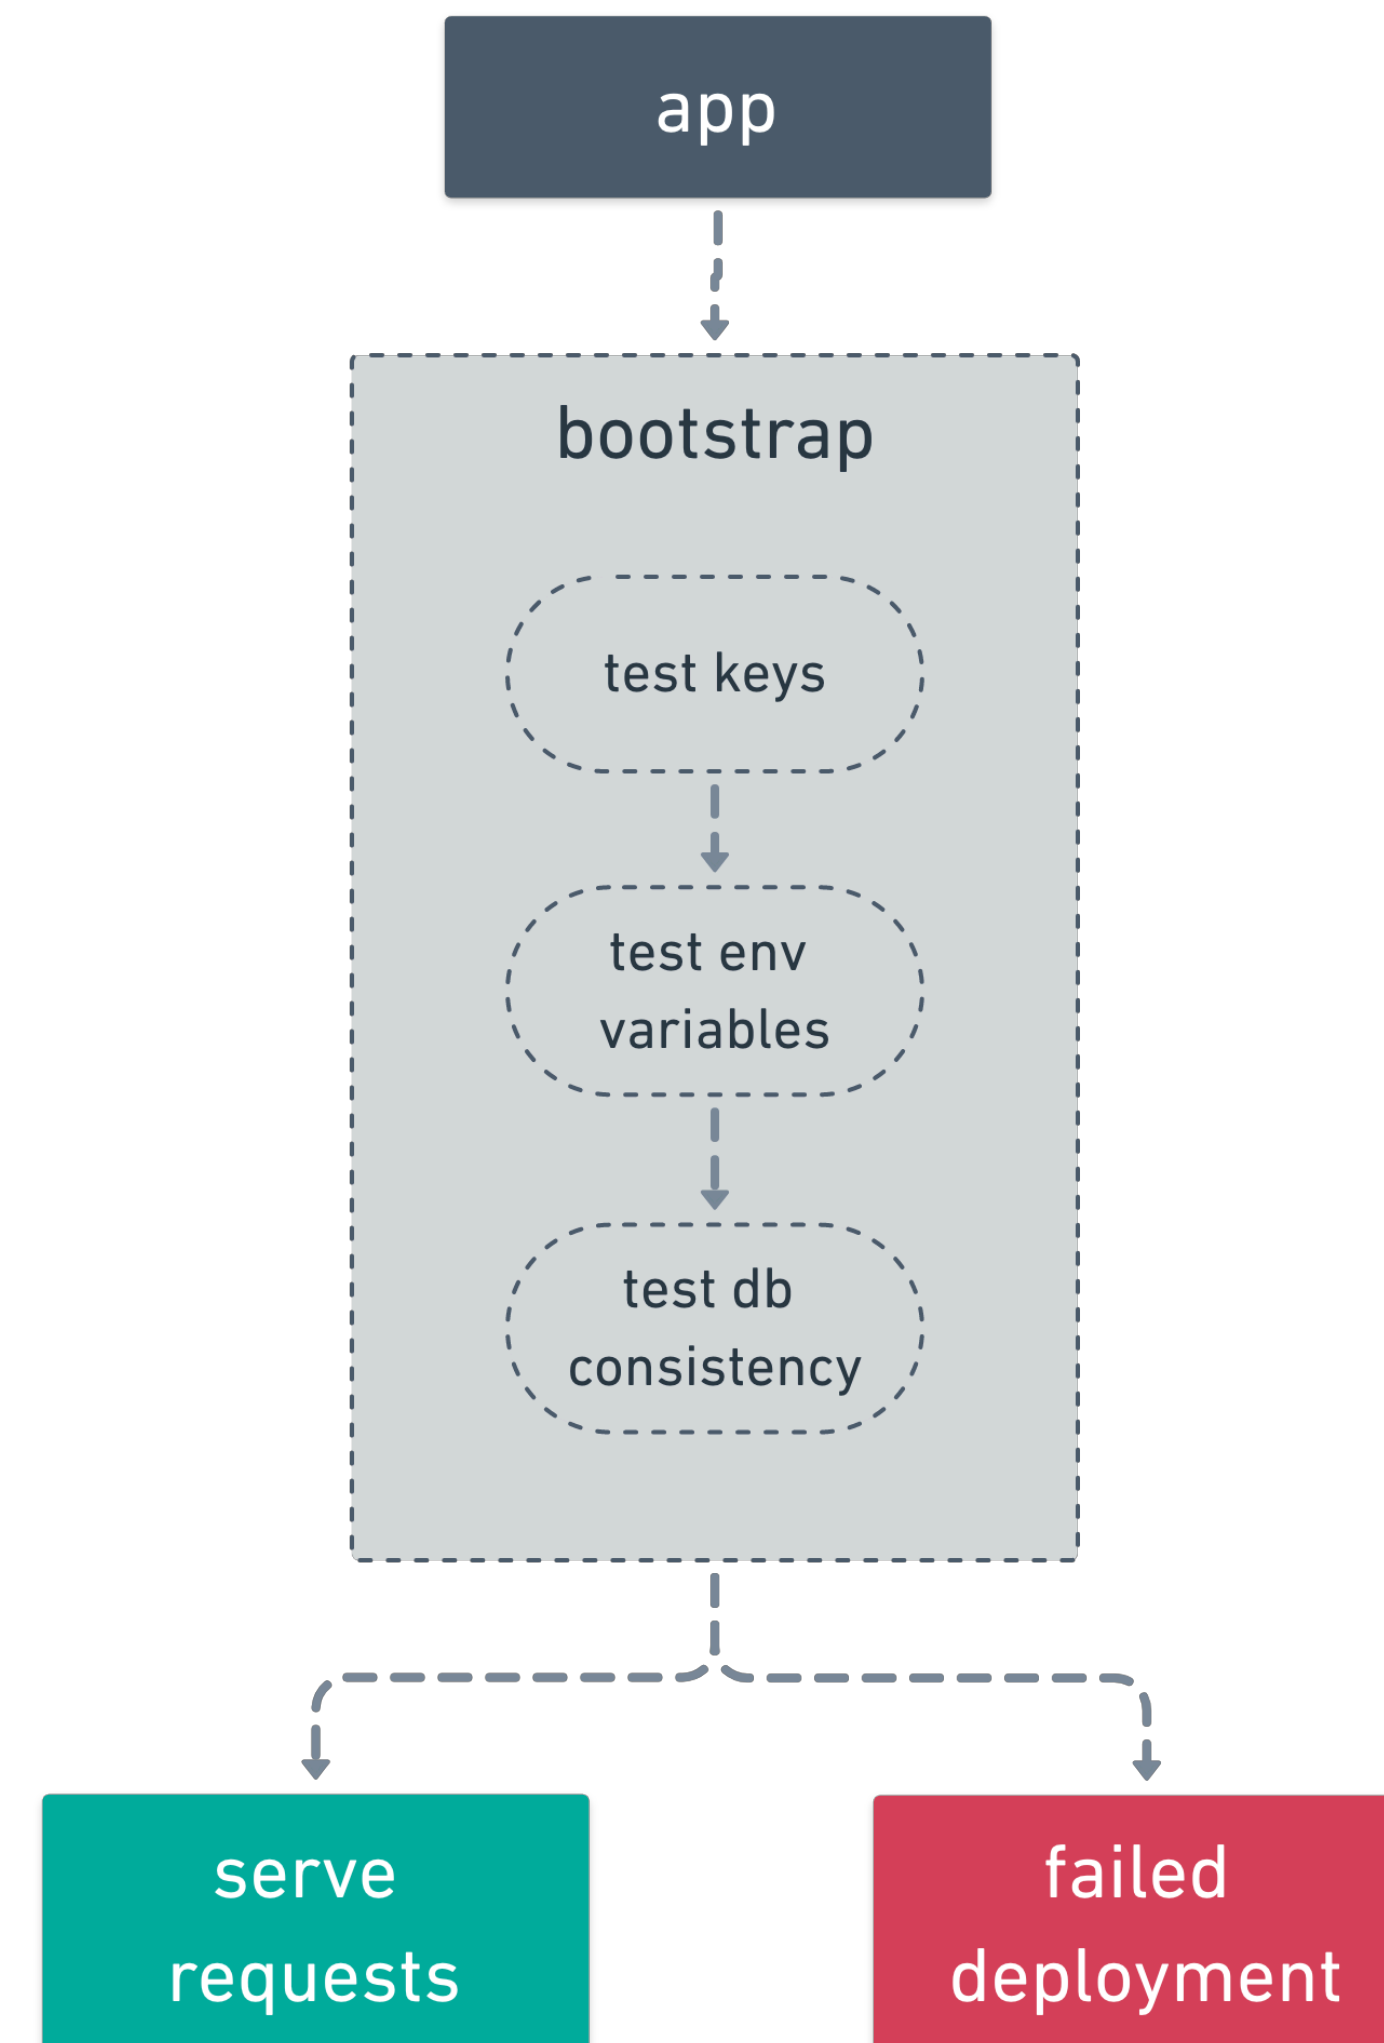 app
bootstrap
test keys
test env
variables
test db
consistency
serve
requests
failed
deployment